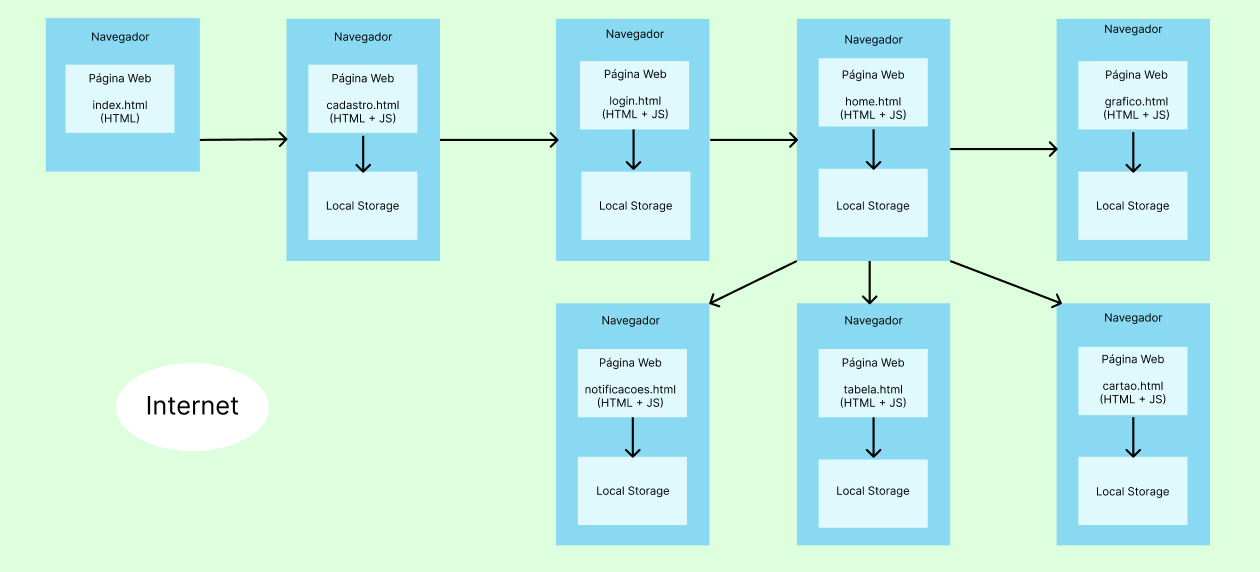 Navegador
Página Web
index.html
(HTML)
Navegador
Página Web
cadastro.html
(HTML + JS)
Local Storage
Navegador
Página Web
login.html
(HTML + JS)
Local Storage
Navegador
Página Web
home.html
(HTML + JS)
Local Storage
Navegador
Página Web
grafico.html
(HTML + JS)
Local Storage
Internet
Navegador
Página Web
notificacoes.html
(HTML + JS)
Local Storage
Navegador
Página Web
tabela.html
(HTML + JS)
Local Storage
Navegador
Página Web
cartao.html
(HTML + JS)
Local Storage